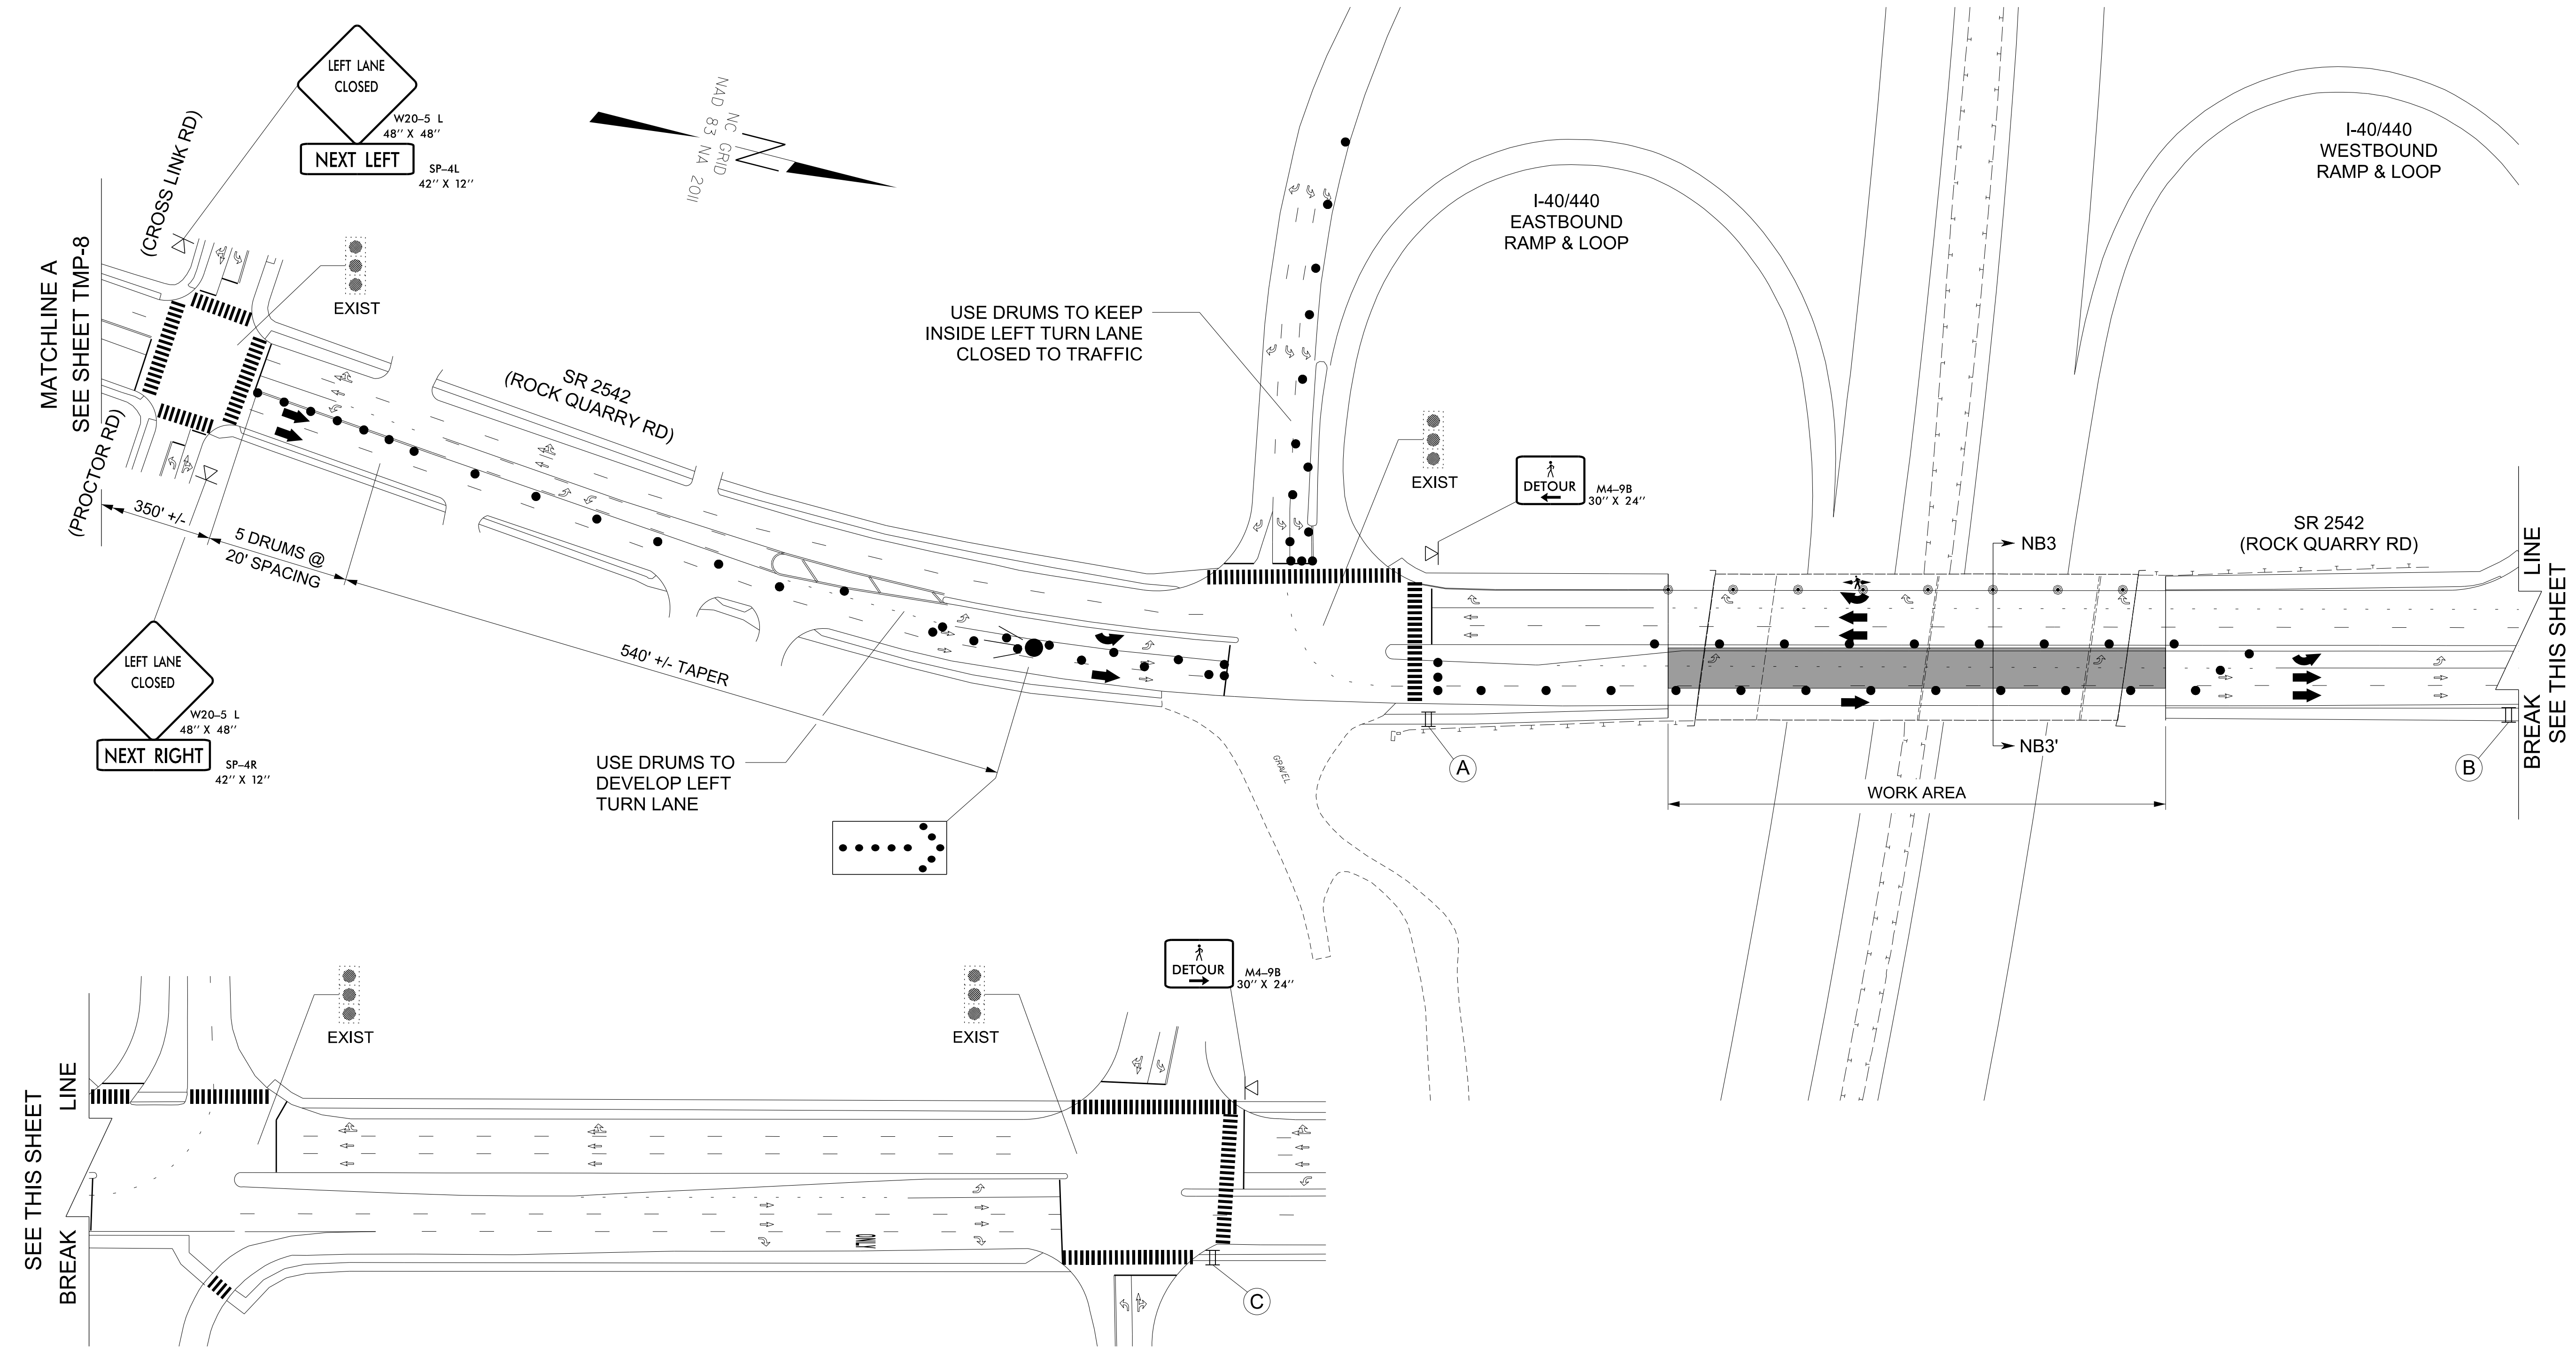 LEFT LANE
CLOSED
W20-5 L
48" X 48"
NEXT LEFT
SP-4L
42" X 12"
(CROSS LINK RD)
MATCHLINE A
SEE SHEET TMP-8
EXIST
NC GRID
NAD 83 NA 2011
SR 2542
(ROCK QUARRY RD)
(PROCTOR RD)
350' +/-
5 DRUMS @
20' SPACING
540' +/- TAPER
LEFT LANE
CLOSED
W20-5 L
48" X 48"
NEXT RIGHT
SP-4R
42" X 12"
USE DRUMS TO
DEVELOP LEFT
TURN LANE
USE DRUMS TO KEEP
INSIDE LEFT TURN LANE
CLOSED TO TRAFFIC
I-40/440
EASTBOUND
RAMP & LOOP
I-40/440
WESTBOUND
RAMP & LOOP
EXIST
DETOUR
M4-9B
30" X 24"
NB3
NB3'
SR 2542
(ROCK QUARRY RD)
GRAVEL
A
WORK AREA
B
BREAK LINE
SEE THIS SHEET
SEE THIS SHEET
BREAK LINE
EXIST
EXIST
DETOUR
M4-9B
30" X 24"
ONLY
C